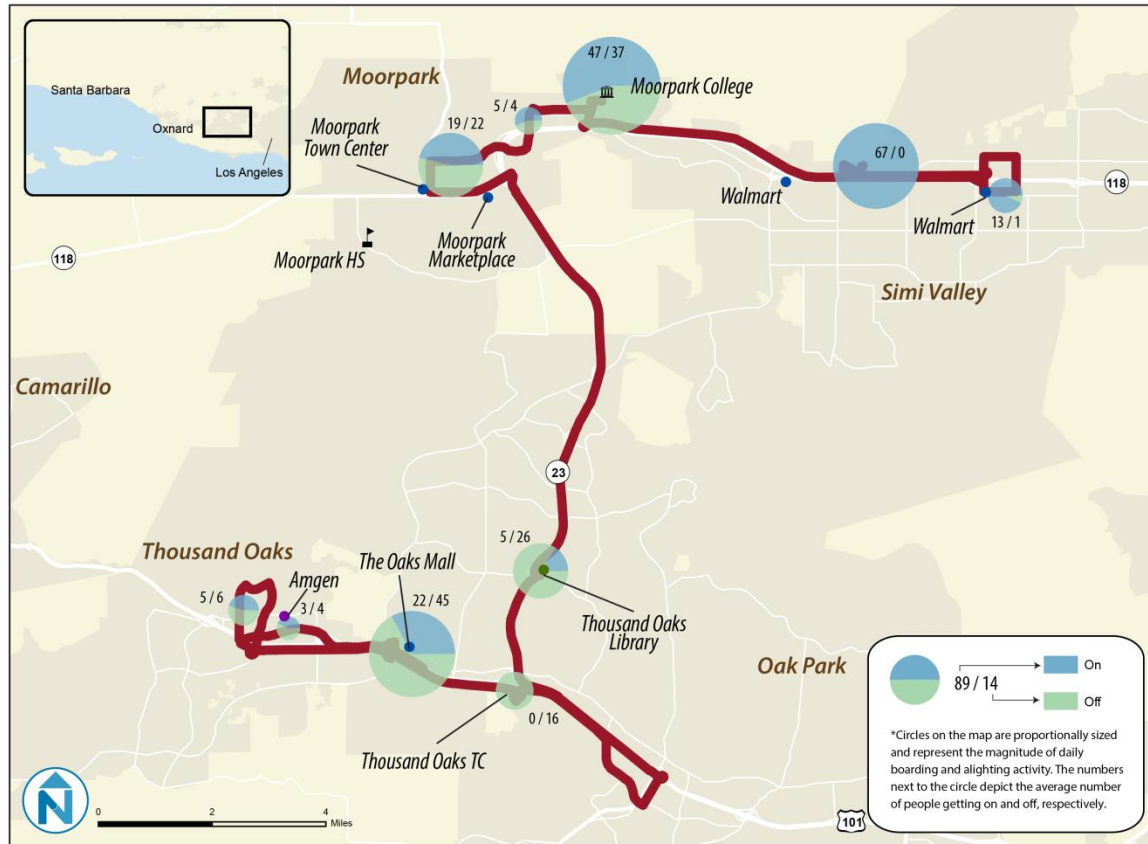 Santa Barbara
Oxnard
Los Angeles
Moorpark
Moorpark
Town Center
19 / 22
5 / 4
47 / 37
Moorpark College
Walmart
67 / 0
Walmart
13 / 1
118
118
Moorpark HS
Moorpark
Marketplace
Simi Valley
Camarillo
23
Thousand Oaks
5 / 6
Amgen
3 / 4
The Oaks Mall
22 / 45
5 / 26
Thousand Oaks
Library
Oak Park
0 / 16
Thousand Oaks TC
101
N
0 2 4
Miles
89 / 14
On
Off
*Circles on the map are proportionally sized
and represent the magnitude of daily
boarding and alighting activity. The numbers
next to the circle depict the average number
of people getting on and off, respectively.